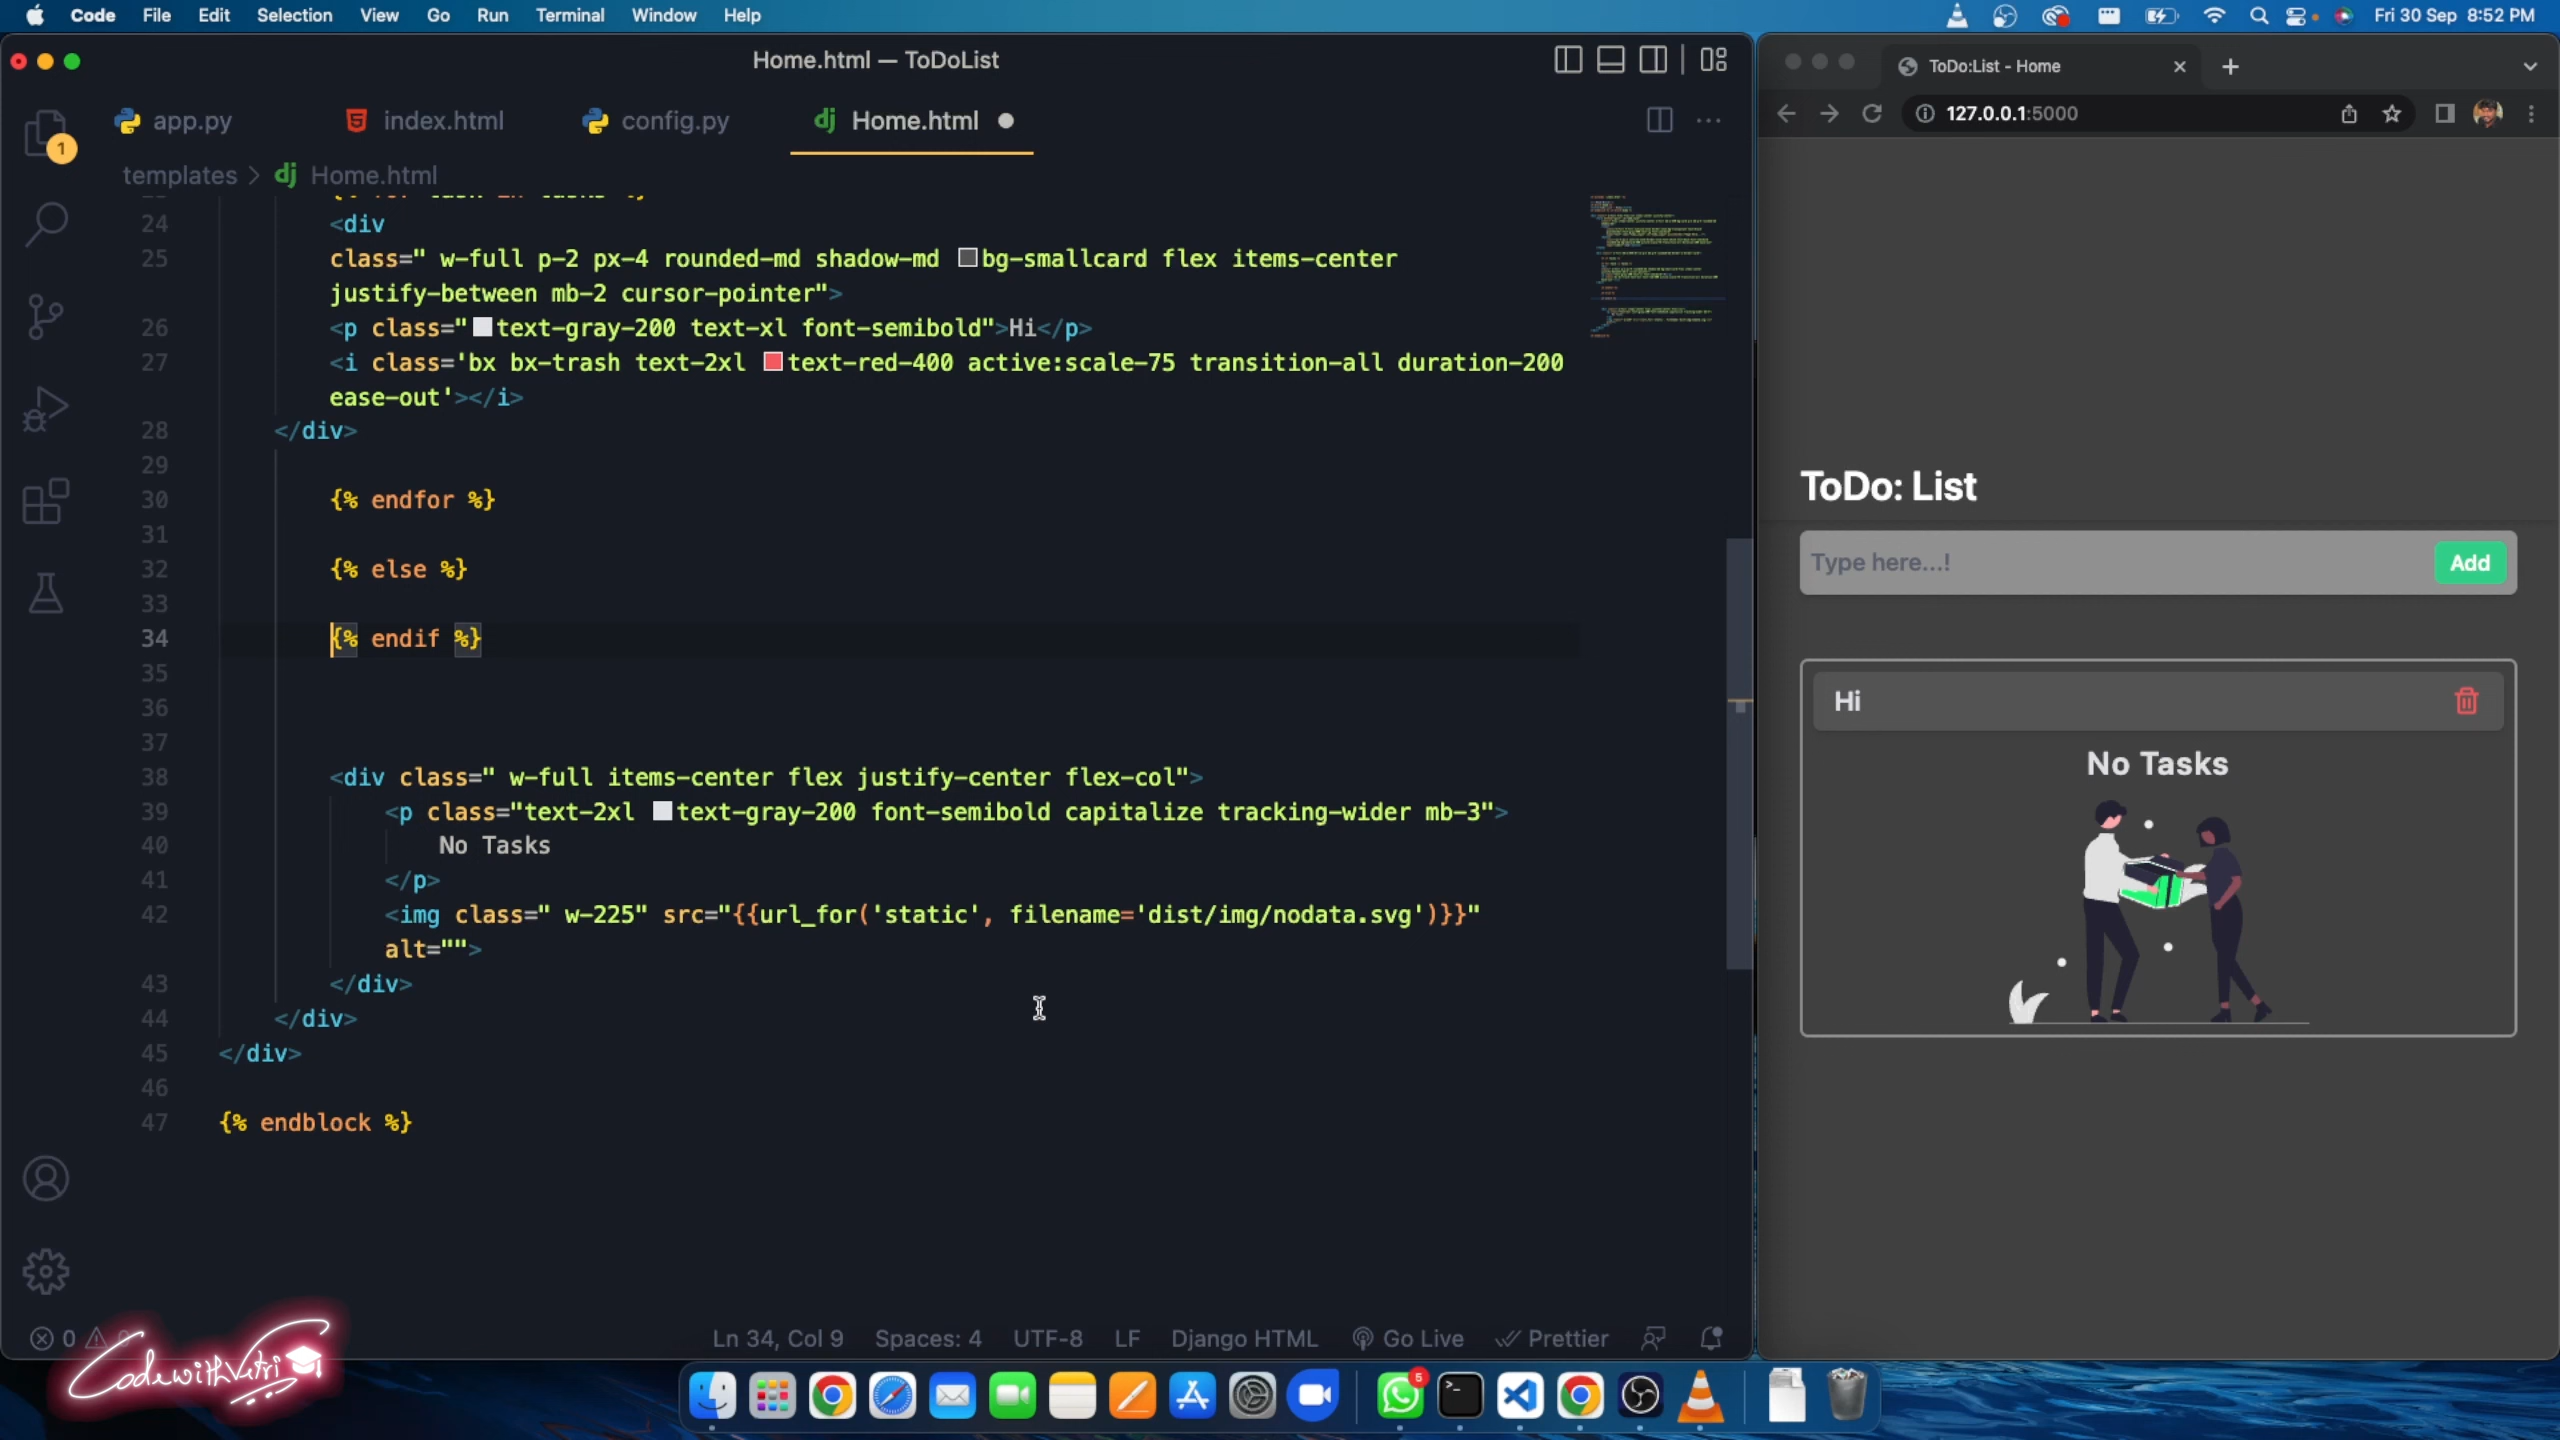 Code File Edit Selection View Go Run Terminal Window Help
Fri 30 Sep 8:52 PM
Home.html — ToDoList
app.py index.html config.py dj Home.html
1
templates > dj Home.html
24 <div
25 class=" w-full p-2 px-4 rounded-md shadow-md bg-smallcard flex items-center
justify-between mb-2 cursor-pointer">
26 <p class="text-gray-200 text-xl font-semibold">Hi</p>
27 <i class='bx bx-trash text-2xl text-red-400 active:scale-75 transition-all duration-200
ease-out'></i>
28 </div>
29
30 {% endfor %}
31
32 {% else %}
33
34 {% endif %}
35
36
37
38 <div class=" w-full items-center flex justify-center flex-col">
39 <p class="text-2xl text-gray-200 font-semibold capitalize tracking-wider mb-3">
40 No Tasks
41 </p>
42 <img class=" w-225" src="{{url_for('static', filename='dist/img/nodata.svg')}}"
alt="">
43 </div>
44 </div>
45 </div>
46
47 {% endblock %}
0
Ln 34, Col 9 Spaces: 4 UTF-8 LF Django HTML Go Live Prettier
CodewithVetri
5
ToDo:List - Home
127.0.0.1:5000
ToDo: List
Type here...!
Add
Hi
No Tasks